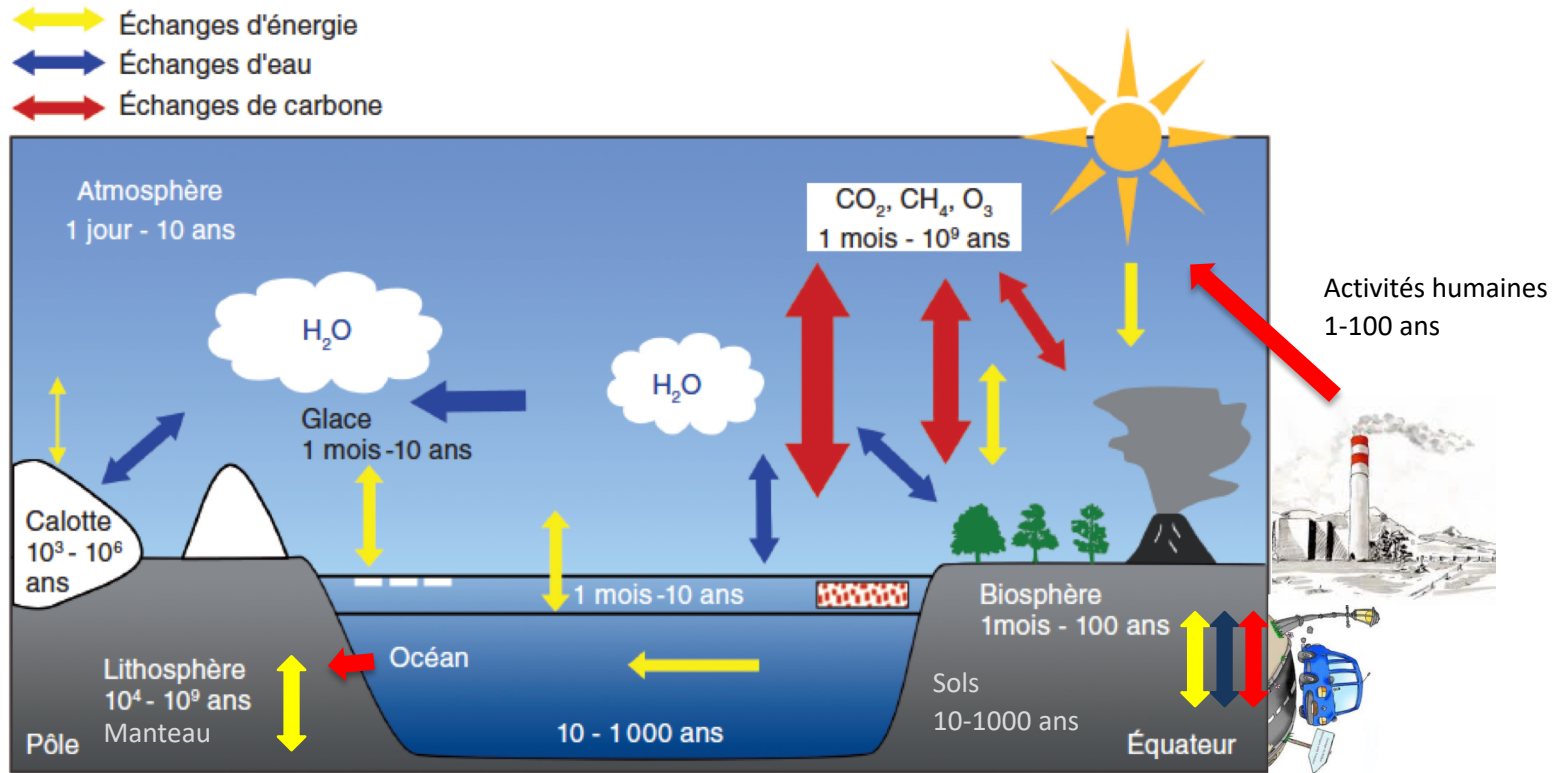 Échanges d'énergie
Échanges d'eau
Échanges de carbone
Atmosphère
1 jour - 10 ans
CO₂, CH₄, O₃
1 mois - 10⁹ ans
Activités humaines
1-100 ans
H₂O
H₂O
Glace
1 mois -10 ans
Calotte
10³ - 10⁶
ans
1 mois -10 ans
Biosphère
1mois - 100 ans
Océan
Lithosphère
10⁴ - 10⁹ ans
Manteau
Sols
10-1000 ans
10 - 1 000 ans
Pôle
Équateur